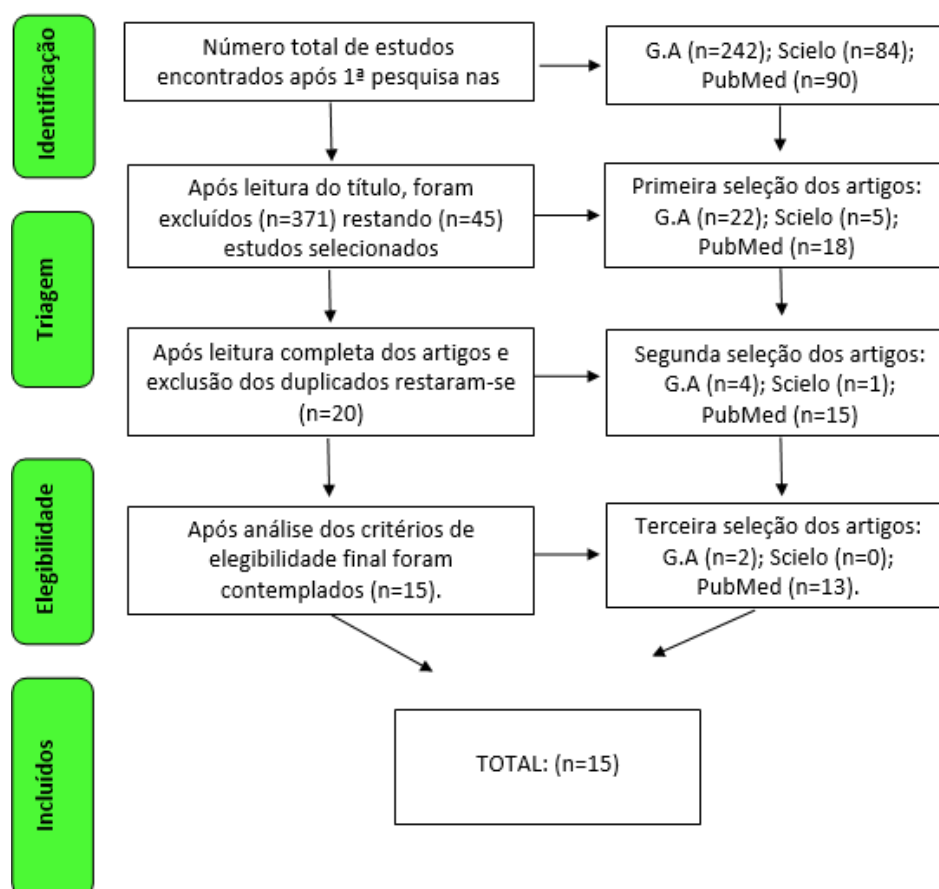 Identificação
Número total de estudos
encontrados após 1ª pesquisa nas
G.A (n=242); Scielo (n=84);
PubMed (n=90)
Triagem
Após leitura do título, foram
excluídos (n=371) restando (n=45)
estudos selecionados
Primeira seleção dos artigos:
G.A (n=22); Scielo (n=5);
PubMed (n=18)
Após leitura completa dos artigos e
exclusão dos duplicados restaram-se
(n=20)
Segunda seleção dos artigos:
G.A (n=4); Scielo (n=1);
PubMed (n=15)
Elegibilidade
Após análise dos critérios de
elegibilidade final foram
contemplados (n=15).
Terceira seleção dos artigos:
G.A (n=2); Scielo (n=0);
PubMed (n=13).
Incluídos
TOTAL: (n=15)